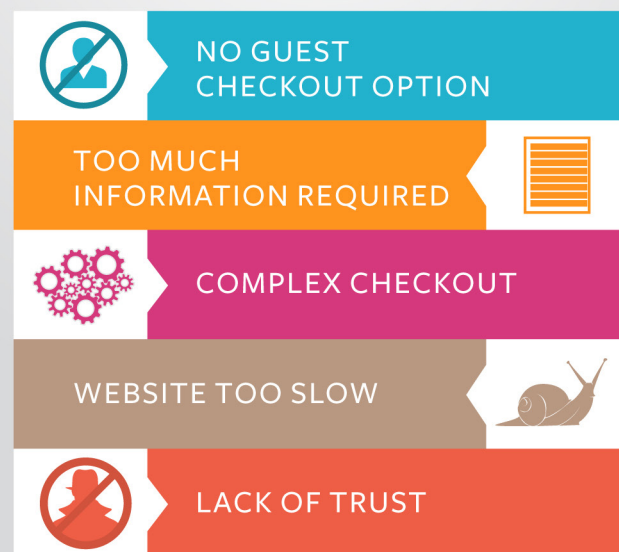 NO GUEST
CHECKOUT OPTION
TOO MUCH
INFORMATION REQUIRED
COMPLEX CHECKOUT
WEBSITE TOO SLOW
LACK OF TRUST